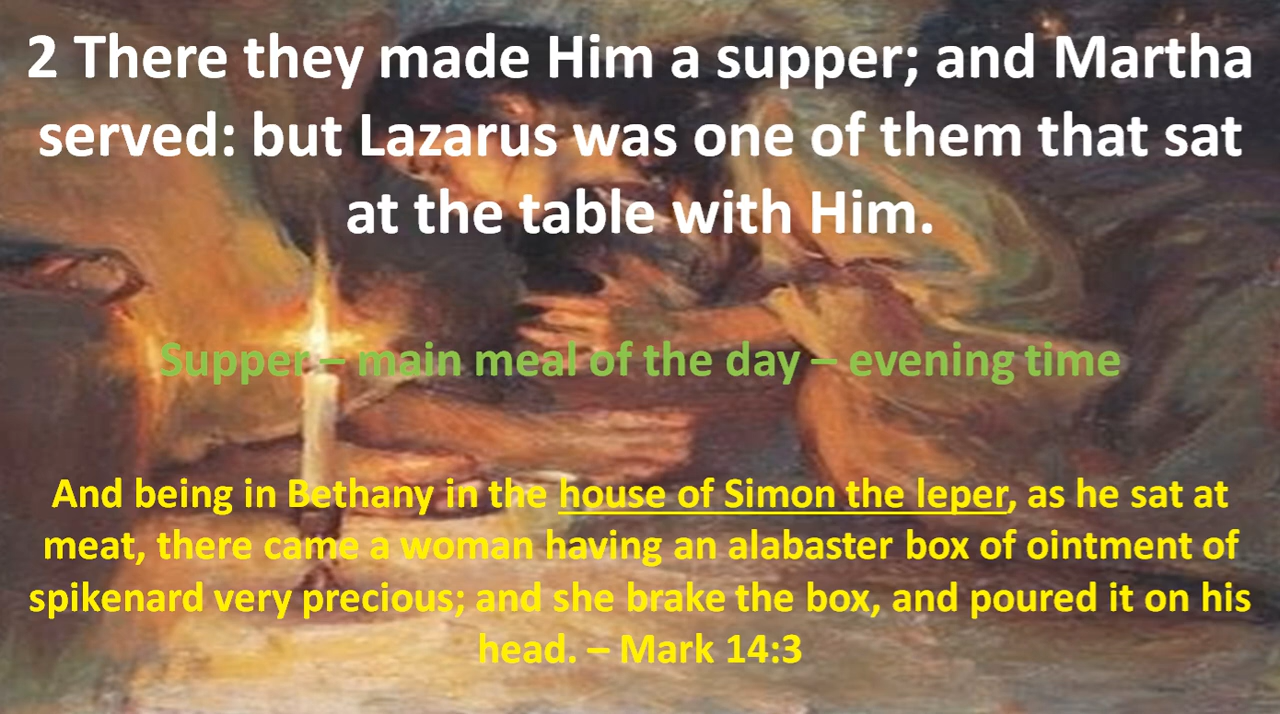 2 There they made Him a supper; and Martha
served: but Lazarus was one of them that sat
at the table with Him.
Supper – main meal of the day – evening time
And being in Bethany in the house of Simon the leper, as he sat at
meat, there came a woman having an alabaster box of ointment of
spikenard very precious; and she brake the box, and poured it on his
head. – Mark 14:3